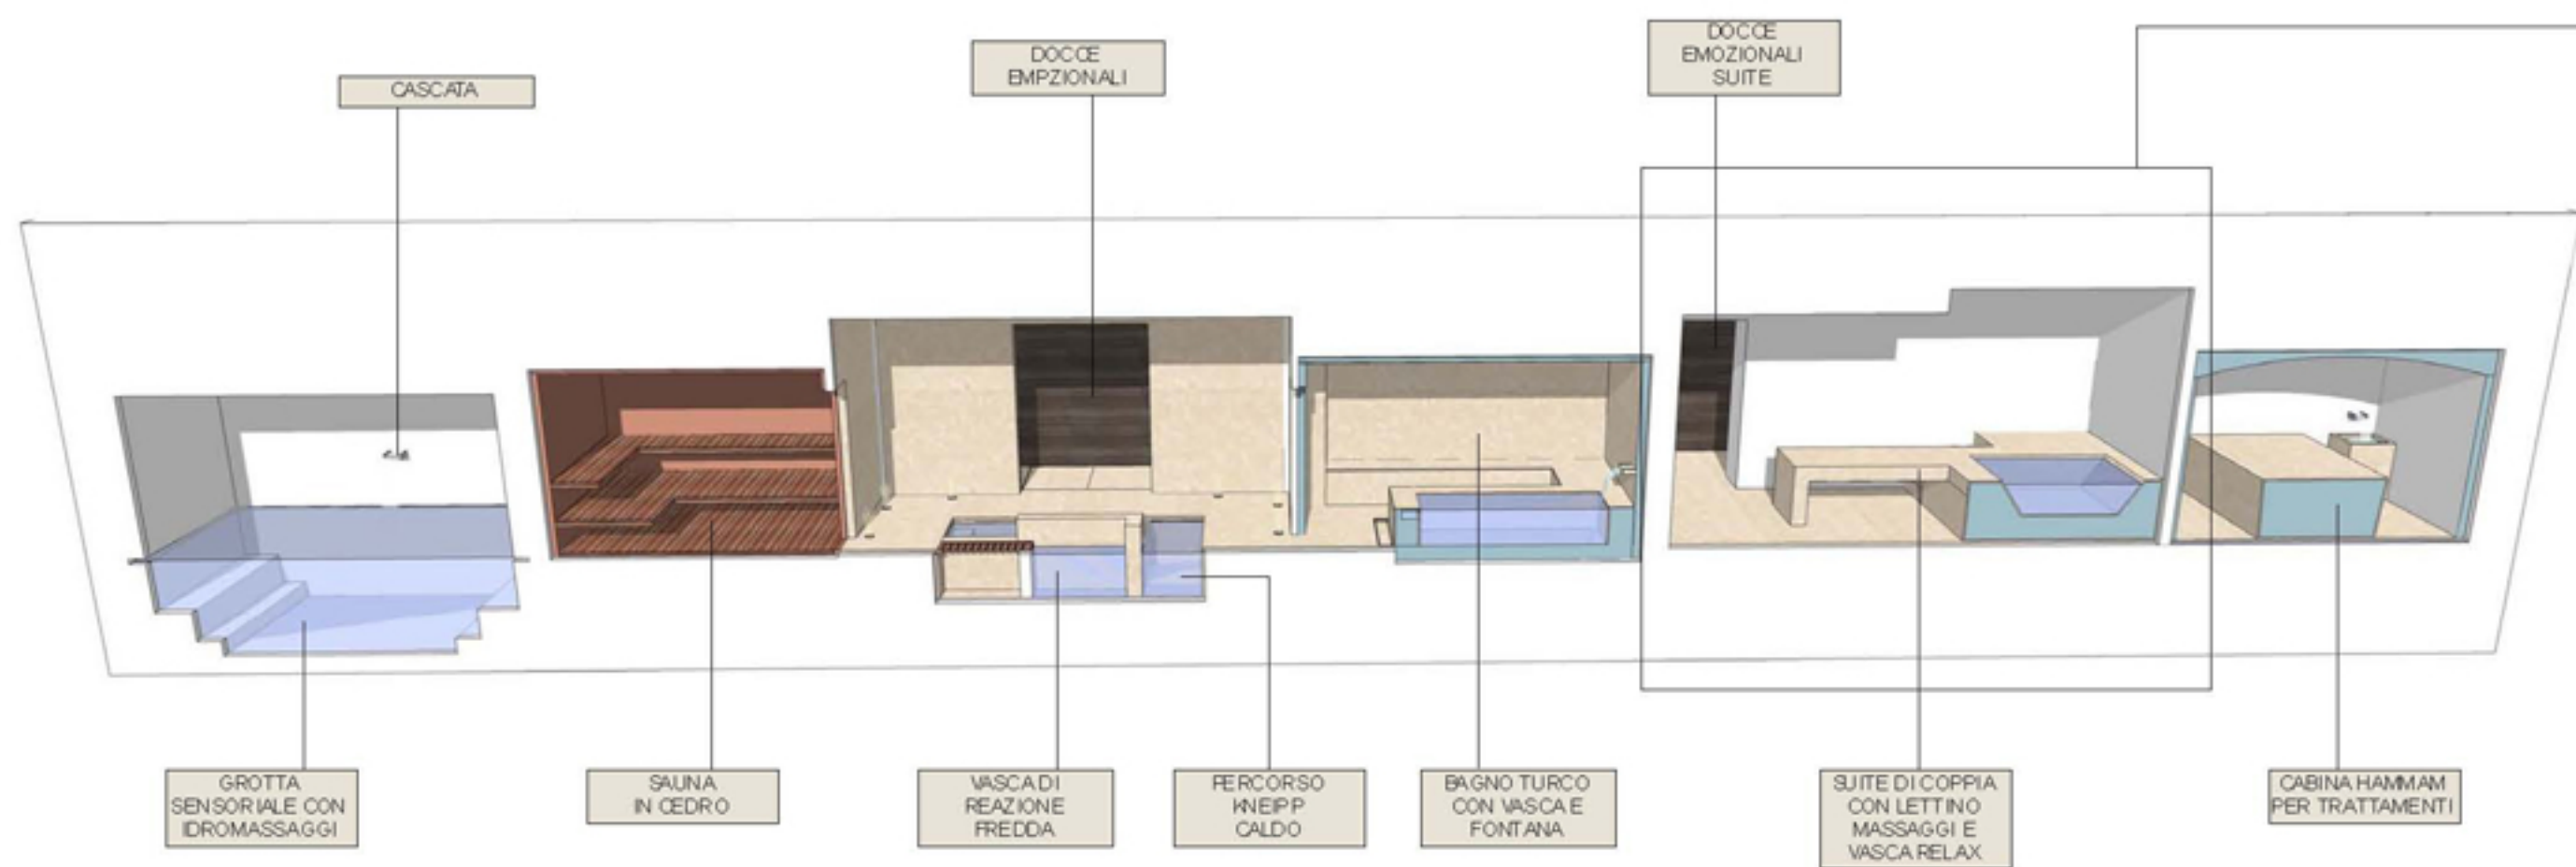 CASCATA
DOCCE
EMPZIONALI
DOCCE
EMOZIONALI
SUITE
GROTTA
SENSORIALE CON
IDROMASSAGGI
SAUNA
IN CEDRO
VASCA DI
REAZIONE
FREDDA
PERCORSO
KNEIPP
CALDO
BAGNO TURCO
CON VASCA E
FONTANA
SUITE DI COPPIA
CON LETTINO
MASSAGGI E
VASCA RELAX
CABINA HAMMAM
PER TRATTAMENTI